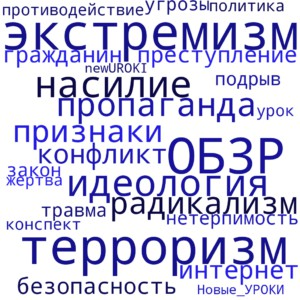 противодействие угрозы политика
экстремизм
гражданин преступление
newUROKI
насилие подрыв
пропаганда урок
признаки
конфликт ОБЗР
закон идеология
жертва
травма радикализм
конспект нетерпимость
терроризм
интернет
безопасность Новые_УРОКИ